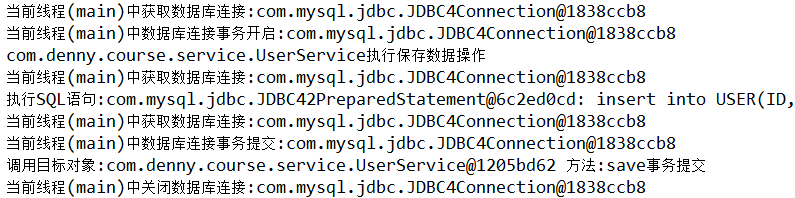 当前线程(main)中获取数据库连接:com.mysql.jdbc.JDBC4Connection@1838ccb8
当前线程(main)中数据库连接事务开启:com.mysql.jdbc.JDBC4Connection@1838ccb8
com.denny.course.service.UserService执行保存数据操作
当前线程(main)中获取数据库连接:com.mysql.jdbc.JDBC4Connection@1838ccb8
执行SQL语句:com.mysql.jdbc.JDBC42PreparedStatement@6c2ed0cd: insert into USER(ID,
当前线程(main)中获取数据库连接:com.mysql.jdbc.JDBC4Connection@1838ccb8
当前线程(main)中数据库连接事务提交:com.mysql.jdbc.JDBC4Connection@1838ccb8
调用目标对象:com.denny.course.service.UserService@1205bd62 方法:save事务提交
当前线程(main)中关闭数据库连接:com.mysql.jdbc.JDBC4Connection@1838ccb8